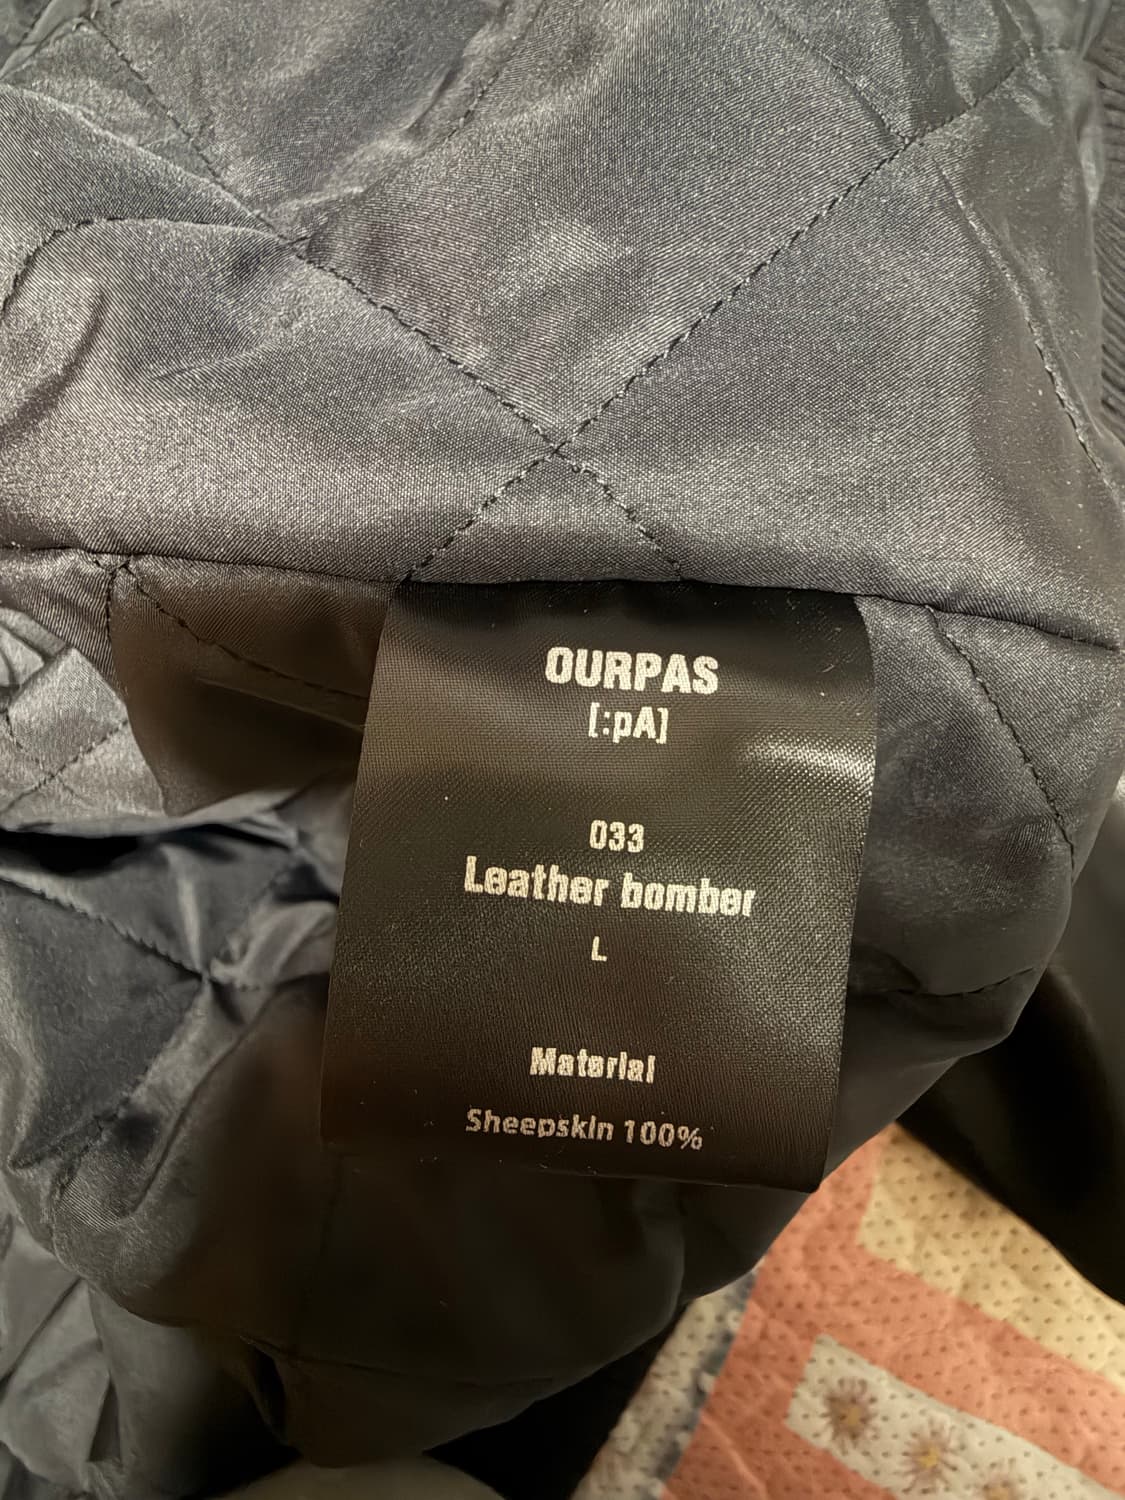 OURPAS
[:pA]
033
Leather bomber
L
Material
Sheepskin 100%